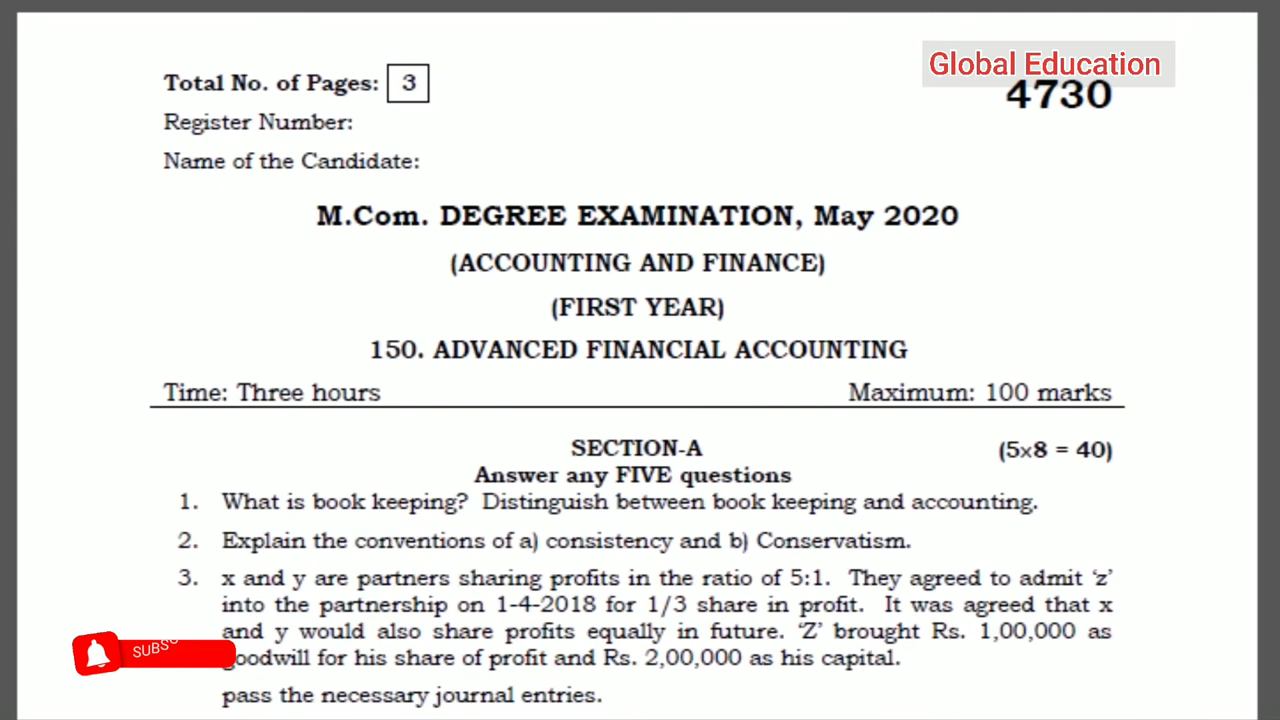 Global Education
Total No. of Pages: 3
4730
Register Number:
Name of the Candidate:
M.Com. DEGREE EXAMINATION, May 2020
(ACCOUNTING AND FINANCE)
(FIRST YEAR)
150. ADVANCED FINANCIAL ACCOUNTING
Time: Three hours Maximum: 100 marks
SECTION-A (5×8 = 40)
Answer any FIVE questions
1. What is book keeping? Distinguish between book keeping and accounting.
2. Explain the conventions of a) consistency and b) Conservatism.
3. x and y are partners sharing profits in the ratio of 5:1. They agreed to admit ‘z’
into the partnership on 1-4-2018 for 1/3 share in profit. It was agreed that x
and y would also share profits equally in future. ‘Z’ brought Rs. 1,00,000 as
goodwill for his share of profit and Rs. 2,00,000 as his capital.
pass the necessary journal entries.